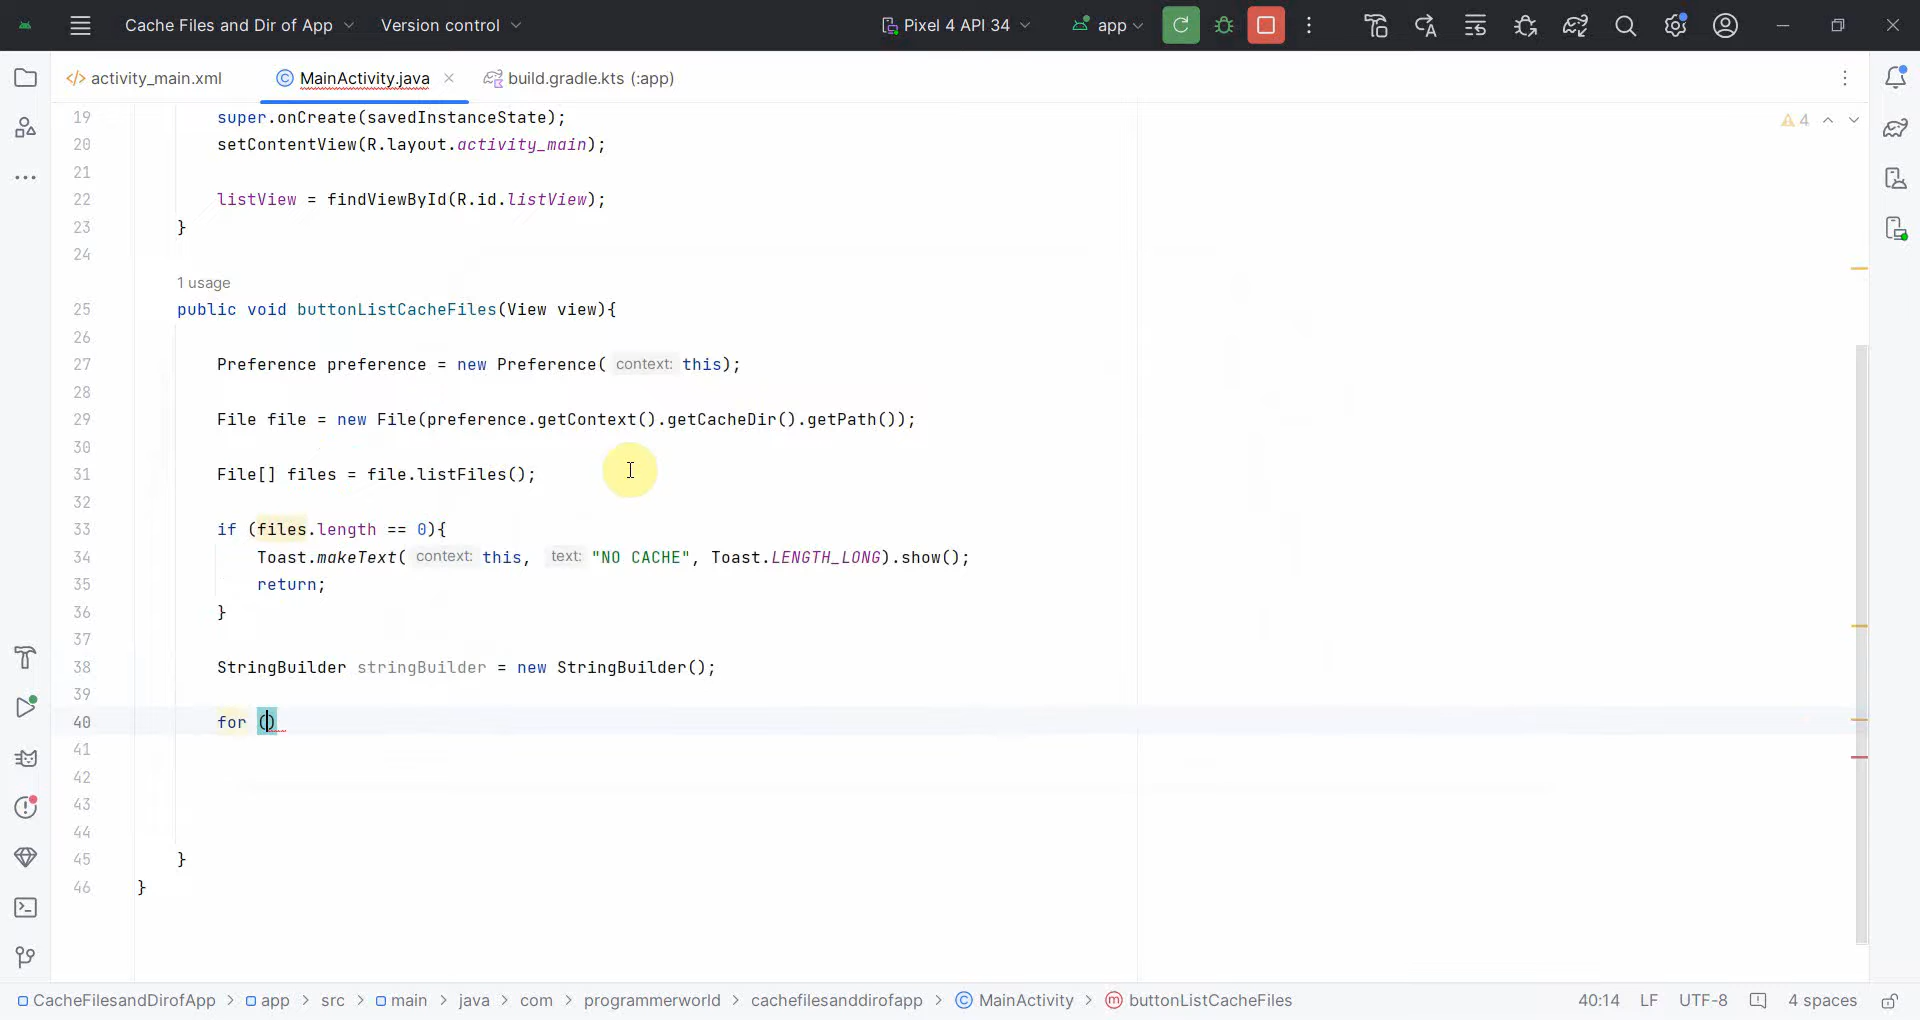 Cache Files and Dir of App Version control Pixel 4 API 34 app
activity_main.xml MainActivity.java build.gradle.kts (:app)
19 super.onCreate(savedInstanceState); 4
20 setContentView(R.layout.activity_main);
21
22 listView = findViewById(R.id.listView);
23 }
24
1 usage
25 public void buttonListCacheFiles(View view){
26
27 Preference preference = new Preference( context: this);
28
29 File file = new File(preference.getContext().getCacheDir().getPath());
30
31 File[] files = file.listFiles();
32
33 if (files.length == 0){
34 Toast.makeText( context: this, text: "NO CACHE", Toast.LENGTH_LONG).show();
35 return;
36 }
37
38 StringBuilder stringBuilder = new StringBuilder();
39
40 for ()
41
42
43
44
45 }
46 }
CacheFilesandDirofApp > app > src > main > java > com > programmerworld > cachefilesanddirofapp > MainActivity > buttonListCacheFiles 40:14 LF UTF-8 4 spaces